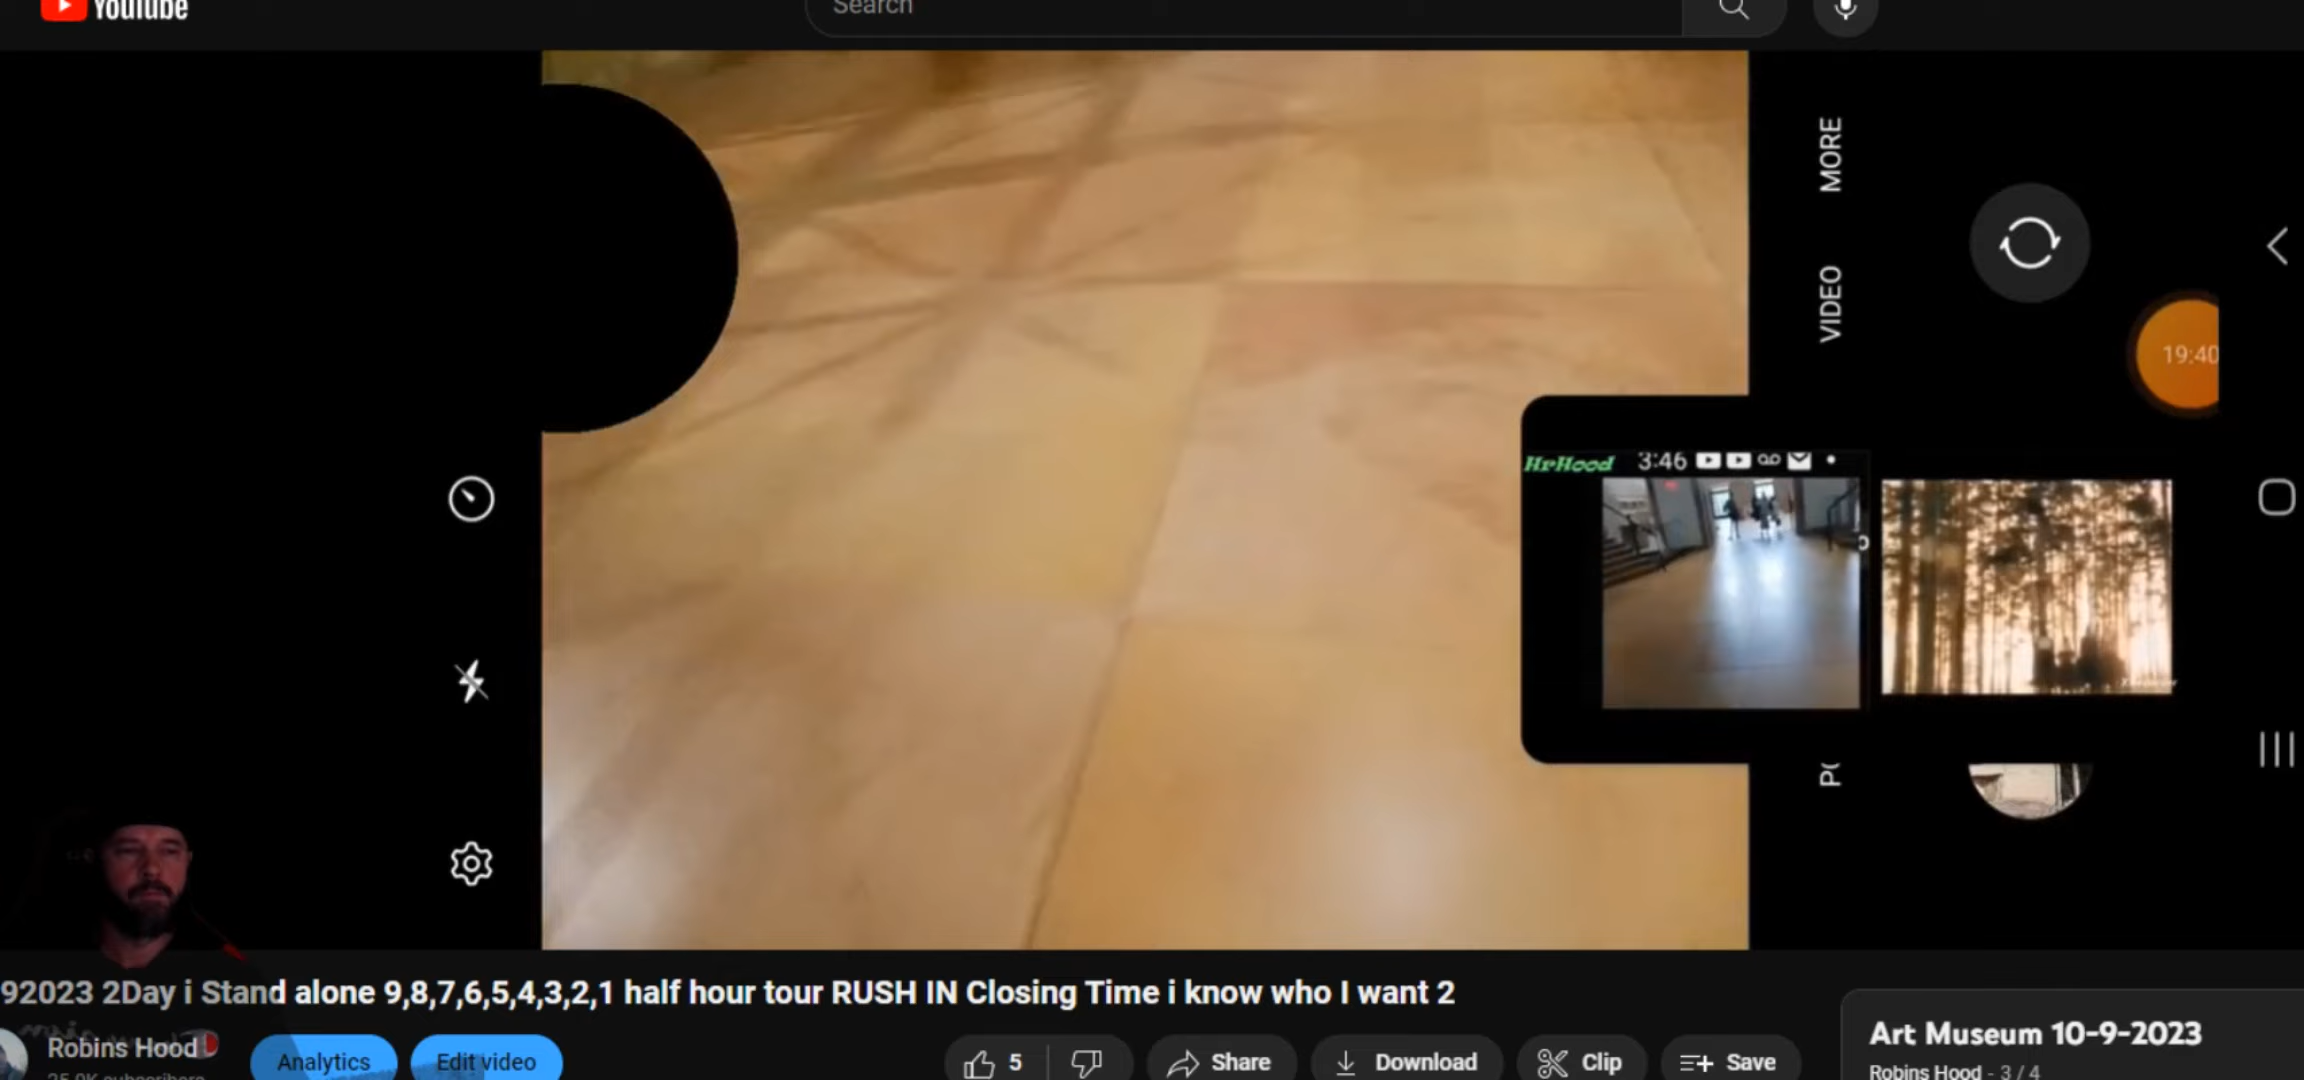 YouTube
Search
MORE
VIDEO
19:40
HrHood
3:46
92023 2Day i Stand alone 9,8,7,6,5,4,3,2,1 half hour tour RUSH IN Closing Time i know who I want 2
Robins Hood
Analytics
Edit video
5
Share
Download
Clip
Save
Art Museum 10-9-2023
Robins Hood - 3 / 4